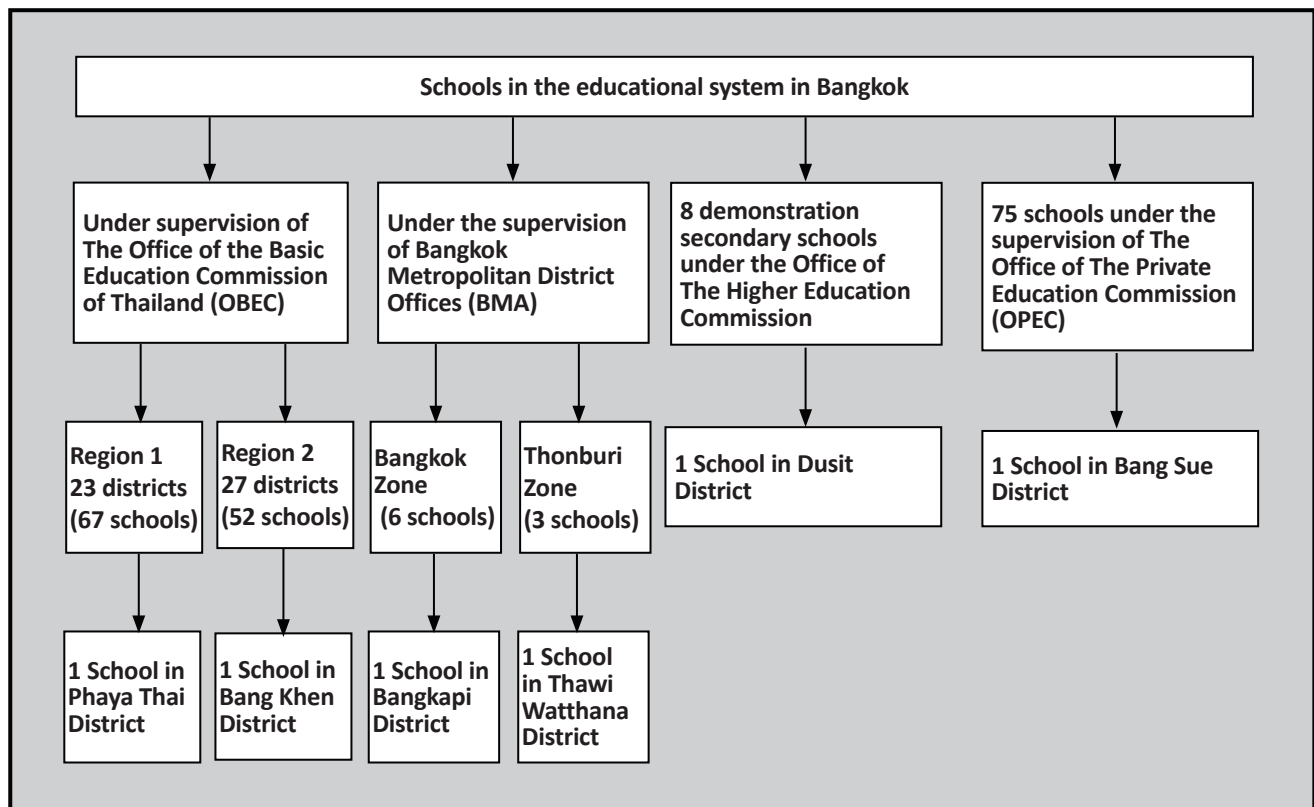 Schools in the educational system in Bangkok
Under supervision of
The Office of the Basic
Education Commission
of Thailand (OBEC)
Under the supervision
of Bangkok
Metropolitan District
Offices (BMA)
8 demonstration
secondary schools
under the Office of
The Higher Education
Commission
75 schools under the
supervision of The
Office of The Private
Education Commission
(OPEC)
Region 1
23 districts
(67 schools)
Region 2
27 districts
(52 schools)
Bangkok
Zone
(6 schools)
Thonburi
Zone
(3 schools)
1 School in Dusit
District
1 School in Bang Sue
District
1 School in
Phaya Thai
District
1 School in
Bang Khen
District
1 School in
Bangkapi
District
1 School
in Thawi
Watthana
District